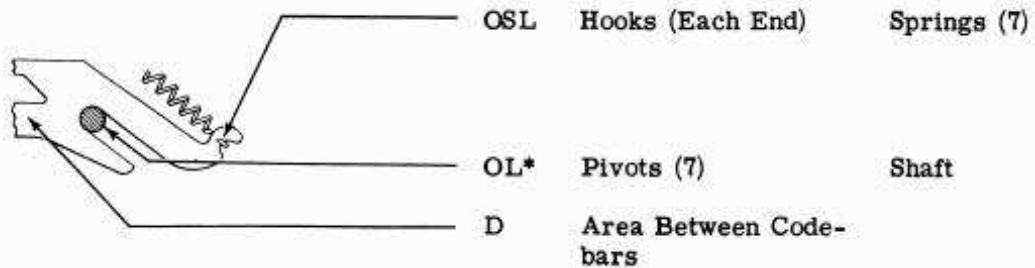 OSL Hooks (Each End) Springs (7)
OL* Pivots (7) Shaft
D Area Between Code-
bars